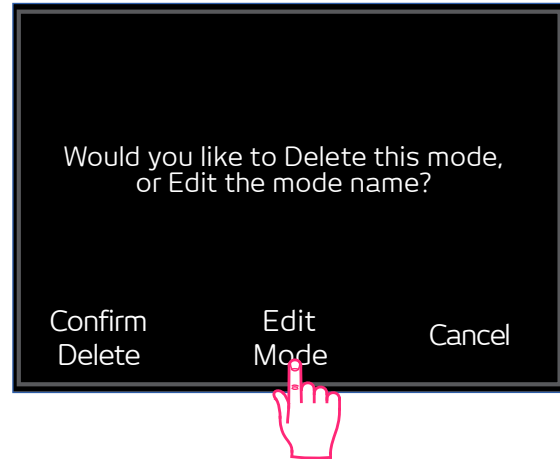 Would you like to Delete this mode,
or Edit the mode name?
Confirm
Delete
Edit
Mode
Cancel